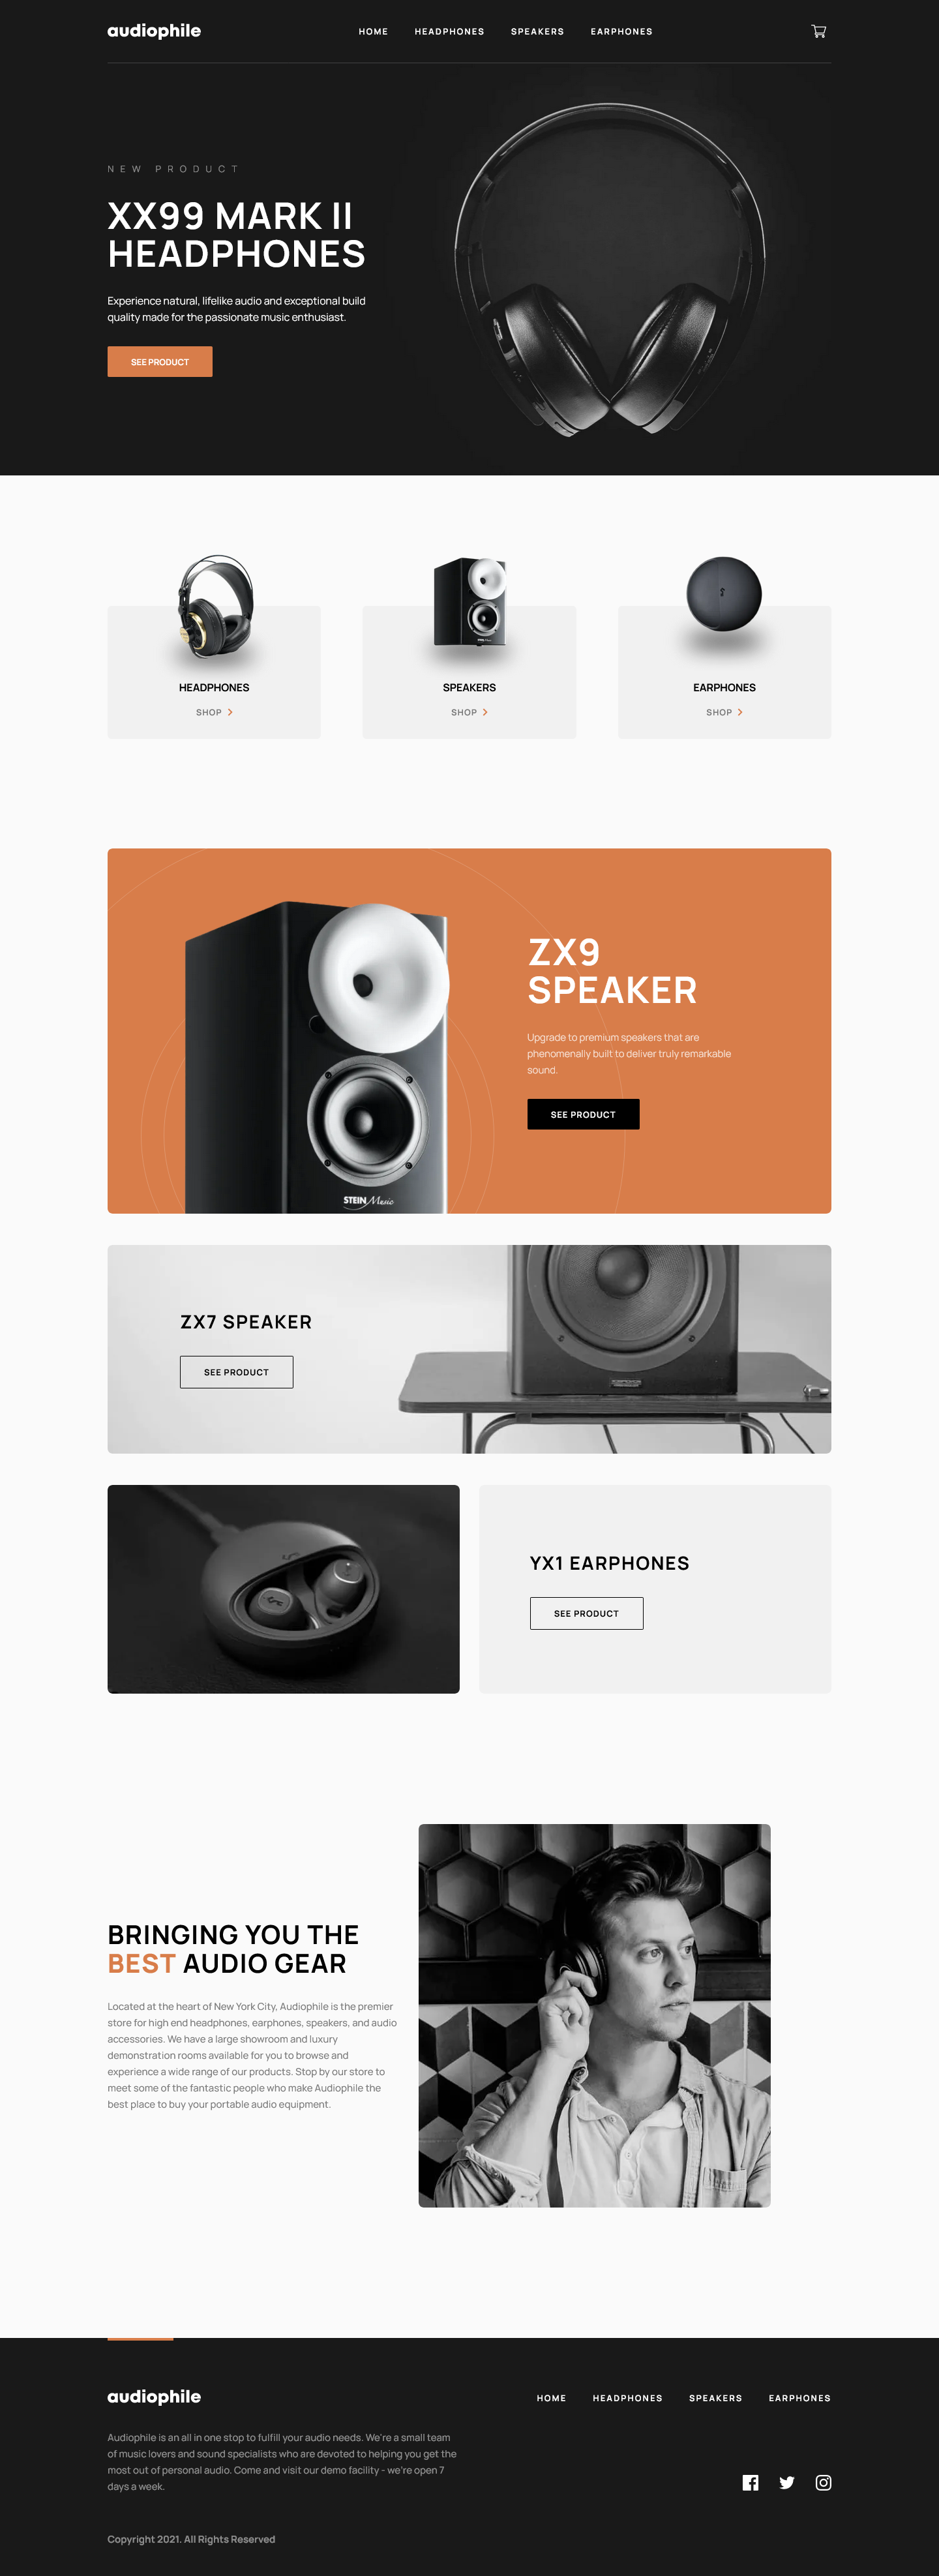 audiophile
HOME HEADPHONES SPEAKERS EARPHONES
NEW PRODUCT
XX99 MARK II
HEADPHONES
Experience natural, lifelike audio and exceptional build
quality made for the passionate music enthusiast.
SEE PRODUCT
HEADPHONES
SHOP
SPEAKERS
SHOP
EARPHONES
SHOP
ZX9
SPEAKER
Upgrade to premium speakers that are
phenomenally built to deliver truly remarkable
sound.
SEE PRODUCT
STEIN Music
ZX7 SPEAKER
SEE PRODUCT
YX1 EARPHONES
SEE PRODUCT
BRINGING YOU THE
BEST AUDIO GEAR
Located at the heart of New York City, Audiophile is the premier
store for high end headphones, earphones, speakers, and audio
accessories. We have a large showroom and luxury
demonstration rooms available for you to browse and
experience a wide range of our products. Stop by our store to
meet some of the fantastic people who make Audiophile the
best place to buy your portable audio equipment.
audiophile
HOME HEADPHONES SPEAKERS EARPHONES
Audiophile is an all in one stop to fulfill your audio needs. We're a small team
of music lovers and sound specialists who are devoted to helping you get the
most out of personal audio. Come and visit our demo facility - we're open 7
days a week.
Copyright 2021. All Rights Reserved